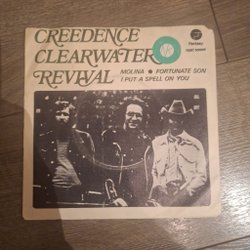 CREEDENCE
CLEARWATER
REVIVAL
Fantasy
MOLINA ● FORTUNATE SON
I PUT A SPELL ON YOU